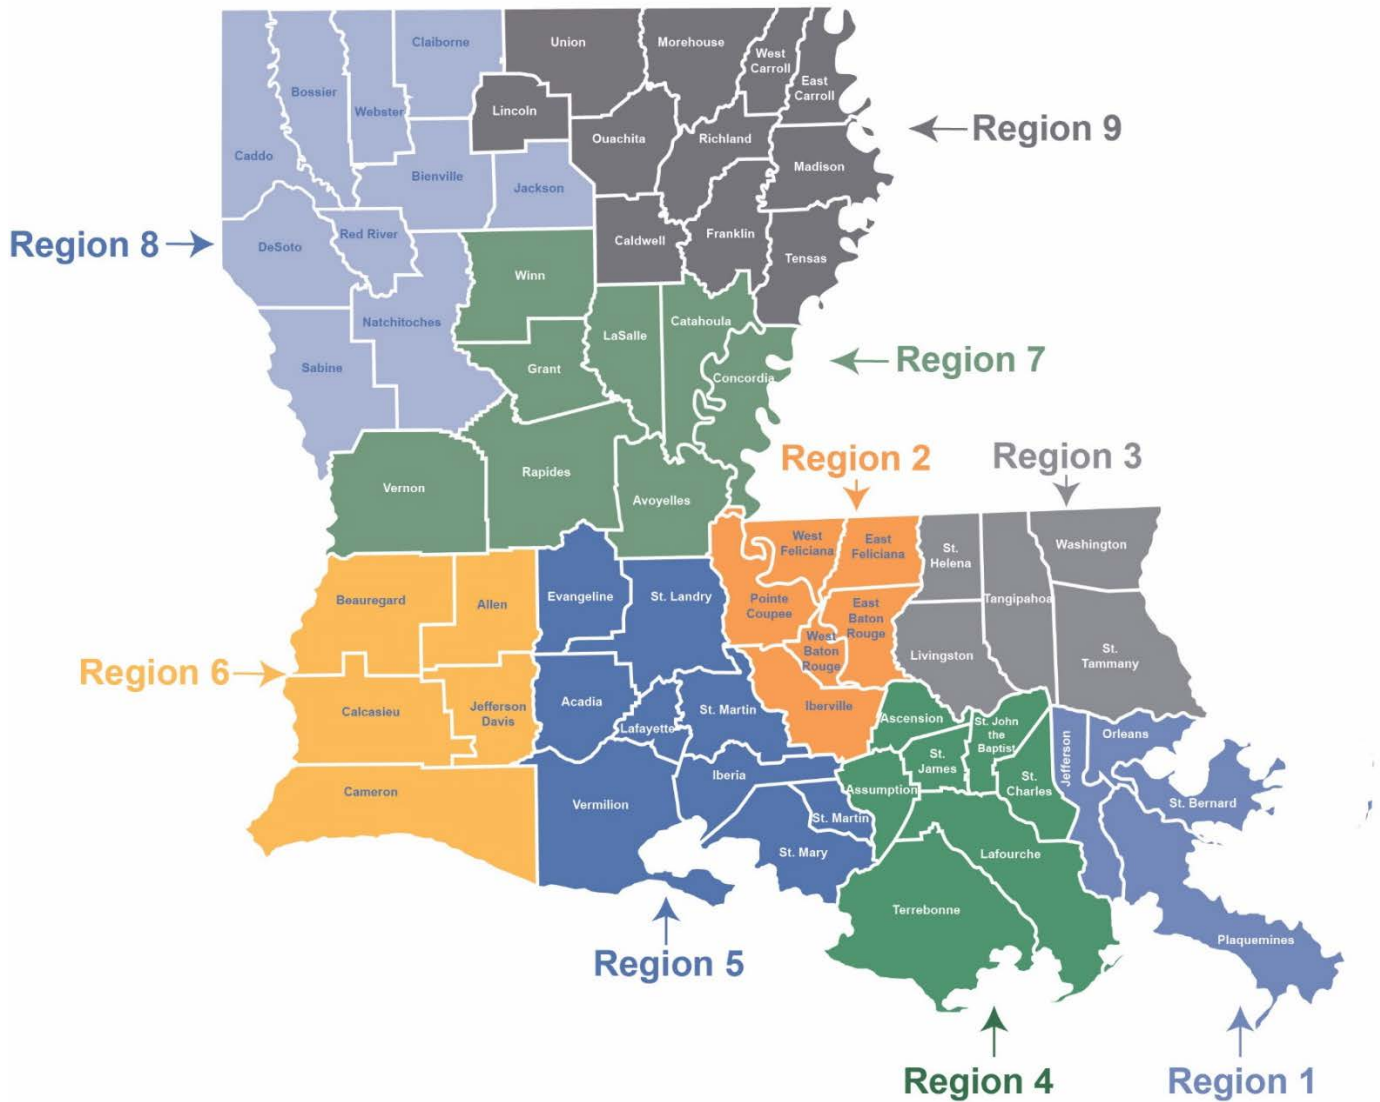 Claiborne
Union
Morehouse
West
Carroll
East
Carroll
Bossier
Webster
Lincoln
Region 9
Ouachita
Richland
Caddo
Madison
Bienville
Jackson
Region 8
DeSoto
Red River
Caldwell
Franklin
Tensas
Winn
Natchitoches
LaSalle
Catahoula
Sabine
Grant
Concordia
Region 7
Vernon
Rapides
Avoyelles
Region 2
Region 3
West
Feliciana
East
Feliciana
St.
Helena
Washington
Beauregard
Allen
Evangeline
St. Landry
Pointe
Coupee
East
Baton
Rouge
Tangipahoa
West
Baton
Rouge
Livingston
St.
Tammany
Region 6
Calcasieu
Jefferson
Davis
Acadia
Lafayette
St. Martin
Iberville
Ascension
St. John
the
Baptist
Jefferson
Orleans
St.
James
St.
Charles
Cameron
Vermilion
Iberia
Assumption
St. Bernard
St. Martin
St. Mary
Lafourche
Terrebonne
Plaquemines
Region 5
Region 4
Region 1